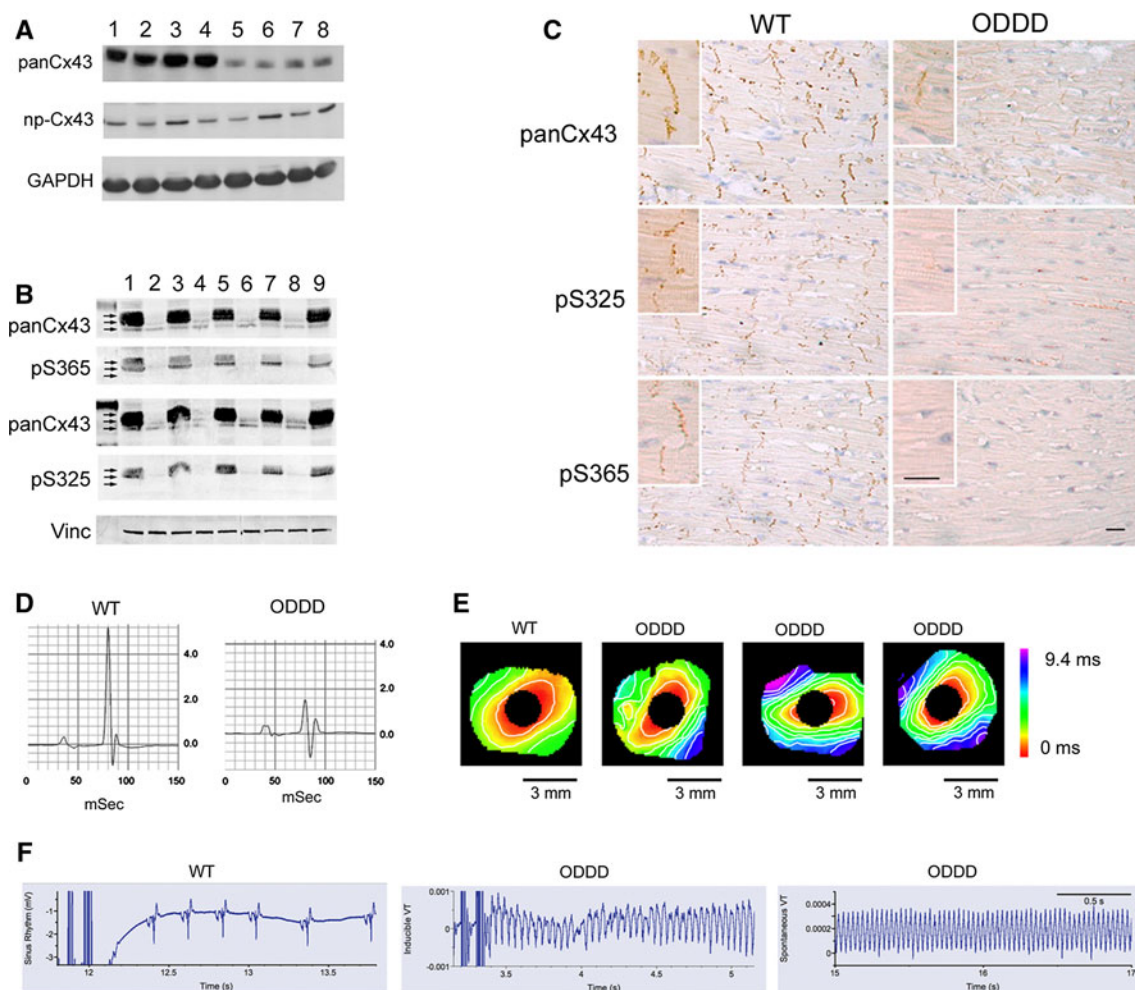 A
1 2 3 4 5 6 7 8
panCx43
np-Cx43
GAPDH
B
1 2 3 4 5 6 7 8 9
panCx43
pS365
panCx43
pS325
Vinc
C
WT ODDD
panCx43
pS325
pS365
D
WT ODDD
4.0 4.0
2.0 2.0
0.0 0.0
0 50 100 150 0 50 100 150
mSec mSec
E
WT ODDD ODDD ODDD
9.4 ms
0 ms
3 mm 3 mm 3 mm 3 mm
F
WT ODDD ODDD
Sinus Rhythm (mV)
-1
-2
-3
12 12.5 13 13.5
Time (s)
Inducible VT
0.001
0
-0.001
3.5 4 4.5 5
Time (s)
Spontaneous VT
0.0004
0.0002
0
0.5 s
15 16 17
Time (s)